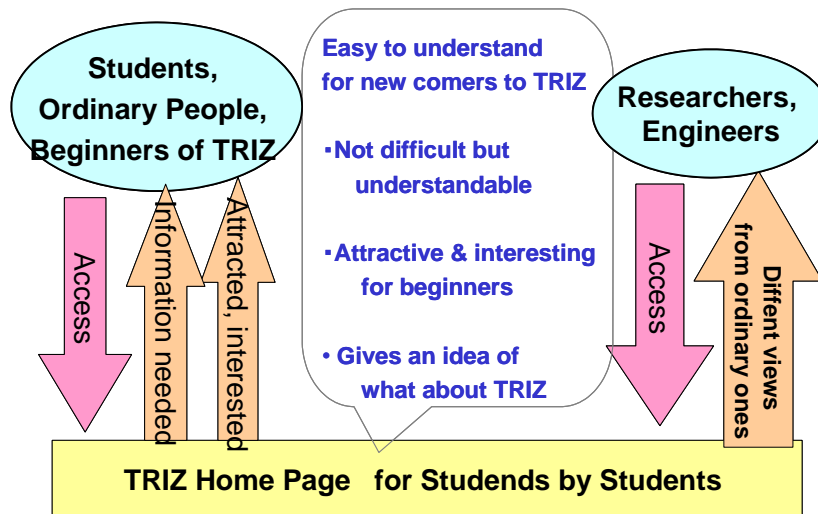 Students,
Ordinary People,
Beginners of TRIZ
Easy to understand
for new comers to TRIZ
・Not difficult but
understandable
・Attractive & interesting
for beginners
• Gives an idea of
what about TRIZ
Researchers,
Engineers
Access
Information needed
Attracted, interested
Access
Diffent views
from ordinary
ones
TRIZ Home Page for Studends by Students